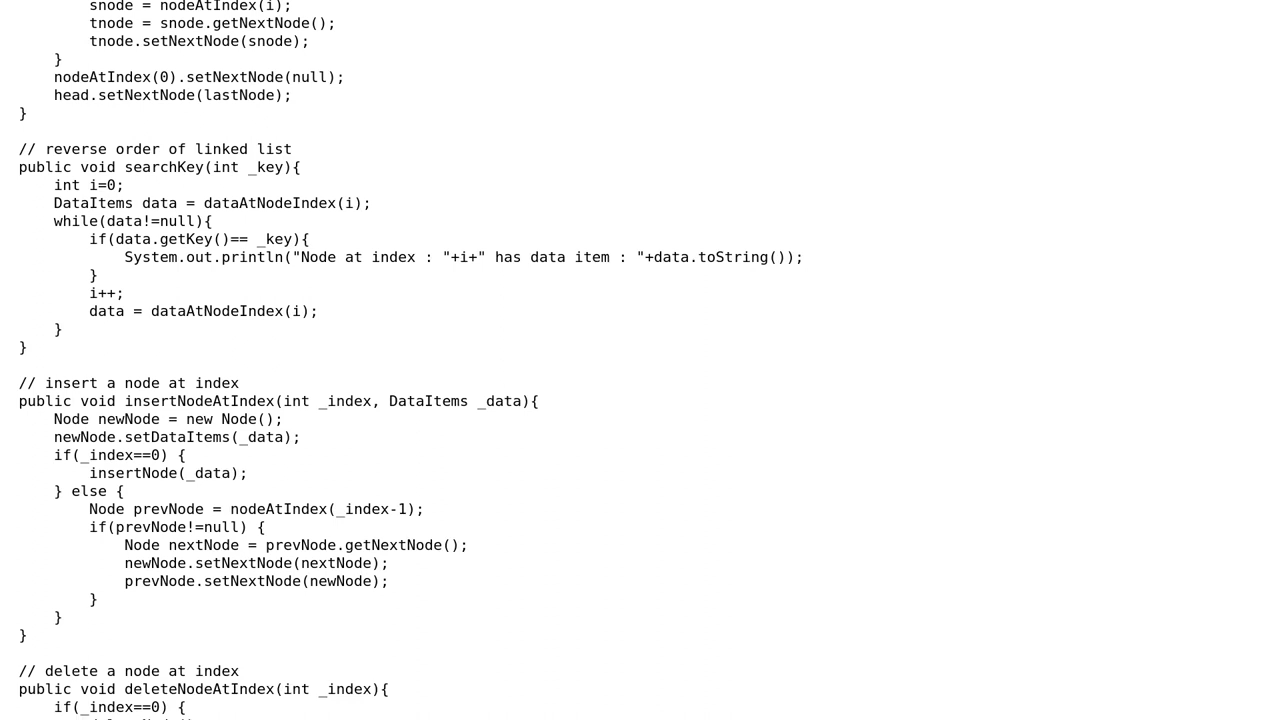 snode = nodeAtIndex(i);
        tnode = snode.getNextNode();
        tnode.setNextNode(snode);
    }
    nodeAtIndex(0).setNextNode(null);
    head.setNextNode(lastNode);
}

// reverse order of linked list
public void searchKey(int _key){
    int i=0;
    DataItems data = dataAtNodeIndex(i);
    while(data!=null){
        if(data.getKey()== _key){
            System.out.println("Node at index : "+i+" has data item : "+data.toString());
        }
        i++;
        data = dataAtNodeIndex(i);
    }
}

// insert a node at index
public void insertNodeAtIndex(int _index, DataItems _data){
    Node newNode = new Node();
    newNode.setDataItems(_data);
    if(_index==0) {
        insertNode(_data);
    } else {
        Node prevNode = nodeAtIndex(_index-1);
        if(prevNode!=null) {
            Node nextNode = prevNode.getNextNode();
            newNode.setNextNode(nextNode);
            prevNode.setNextNode(newNode);
        }
    }
}

// delete a node at index
public void deleteNodeAtIndex(int _index){
    if(_index==0) {